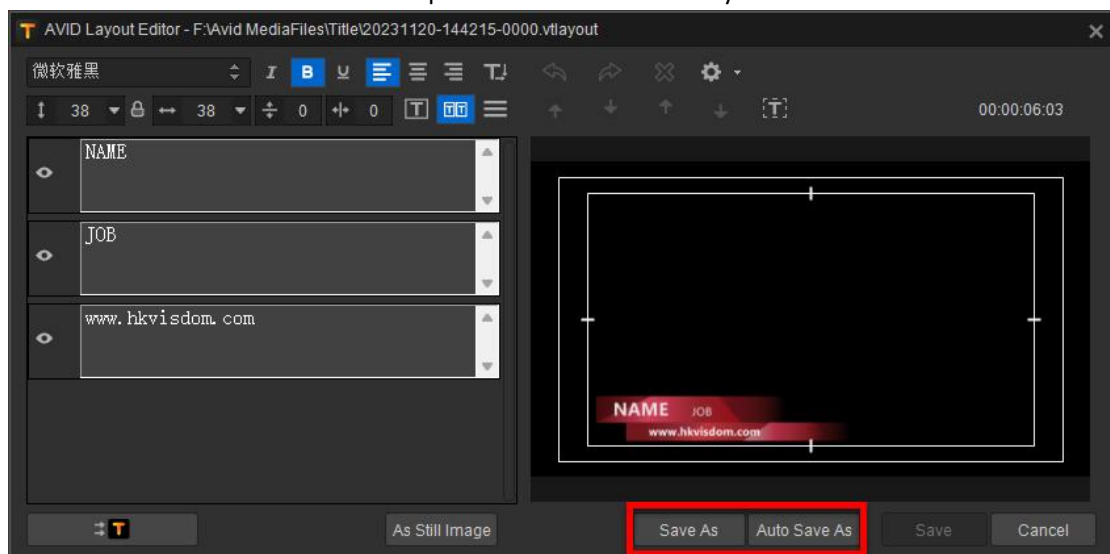 AVID Layout Editor - F:\Avid MediaFiles\Title\20231120-144215-0000.vtlayout
微软雅黑 I B U T
38 38 0 0 T TT
T
00:00:06:03
NAME
JOB
www.hkvisdom.com
NAME JOB
www.hkvisdom.com
T As Still Image Save As Auto Save As Save Cancel